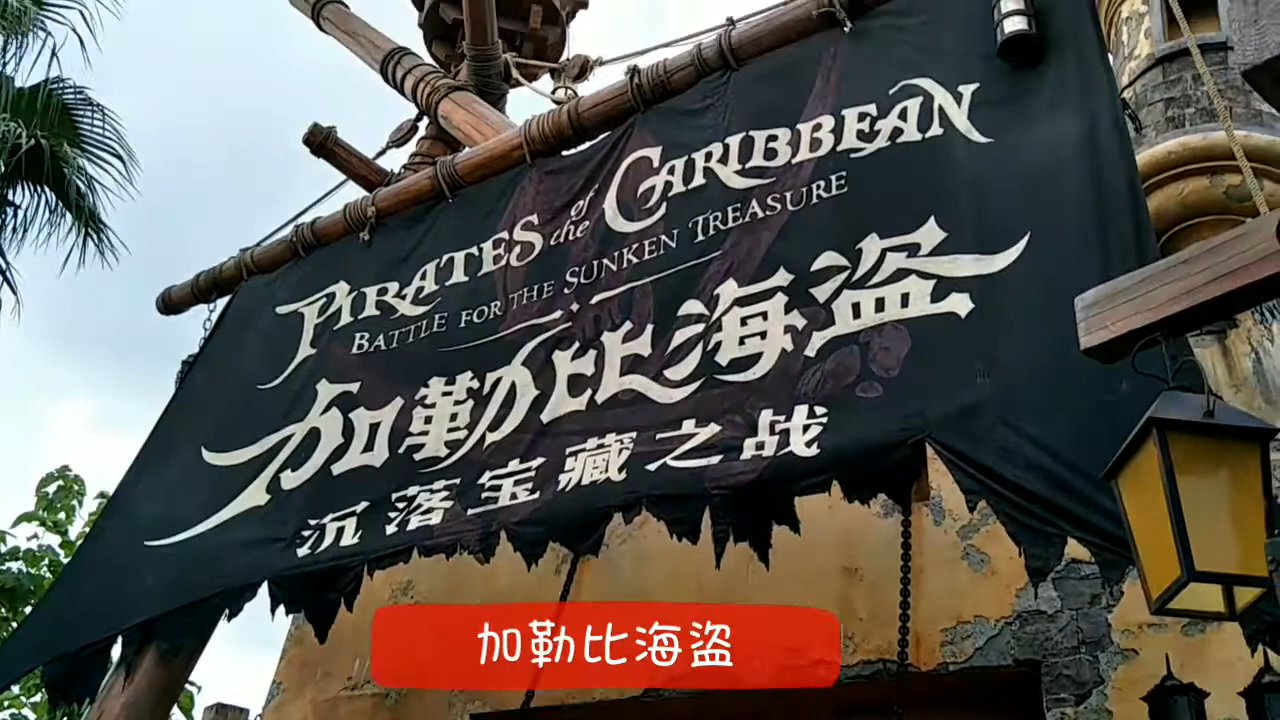 PIRATES of the CARIBBEAN
BATTLE FOR THE SUNKEN TREASURE
加勒比海盗
沉落宝藏之战
加勒比海盗